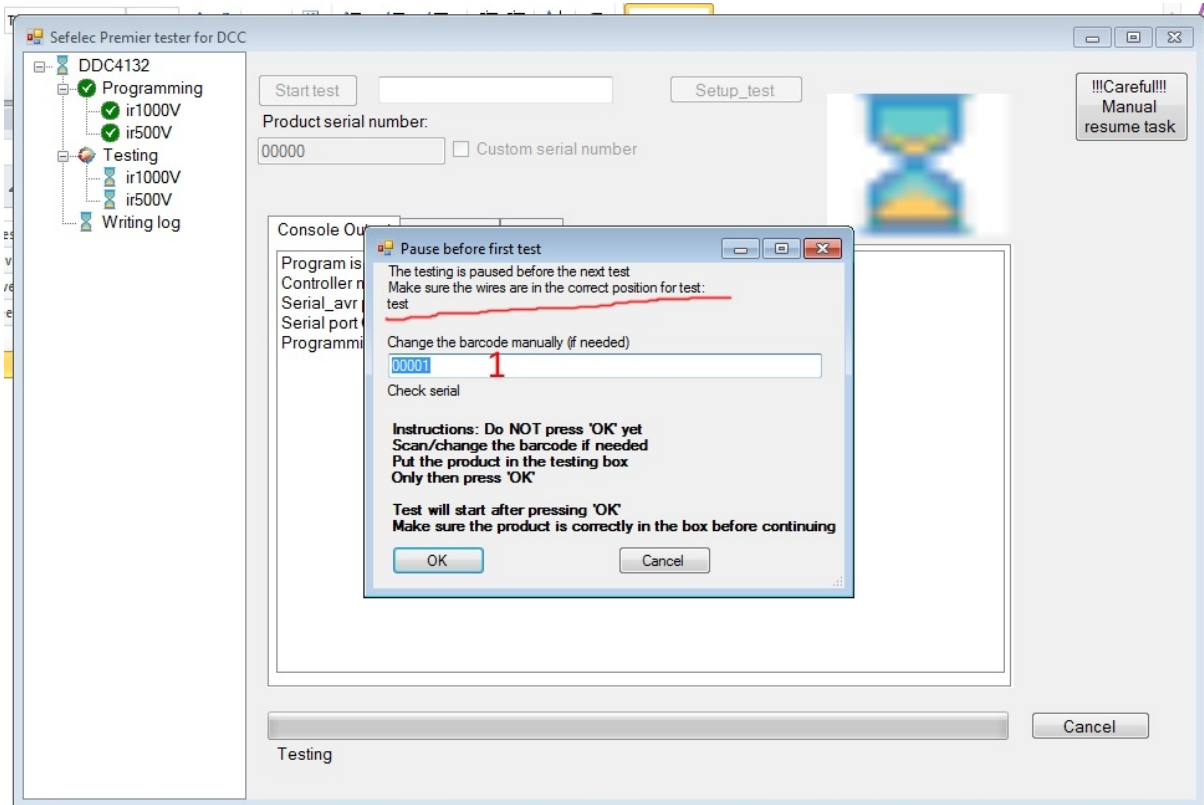 Sefelec Premier tester for DCC
DDC4132
Programming
ir1000V
ir500V
Testing
ir1000V
ir500V
Writing log
Start test
Setup_test
!!!Careful!!!
Manual
resume task
Product serial number:
00000
Custom serial number
Console
Program is
Controller
Serial_avr
Serial port
Pause before first test
The testing is paused before the next test
Make sure the wires are in the correct position for test:
test
Change the barcode manually (if needed)
00001
1
Check serial
Instructions: Do NOT press 'OK' yet
Scan/change the barcode if needed
Put the product in the testing box
Only then press 'OK'
Test will start after pressing 'OK'
Make sure the product is correctly in the box before continuing
OK
Cancel
Cancel
Testing